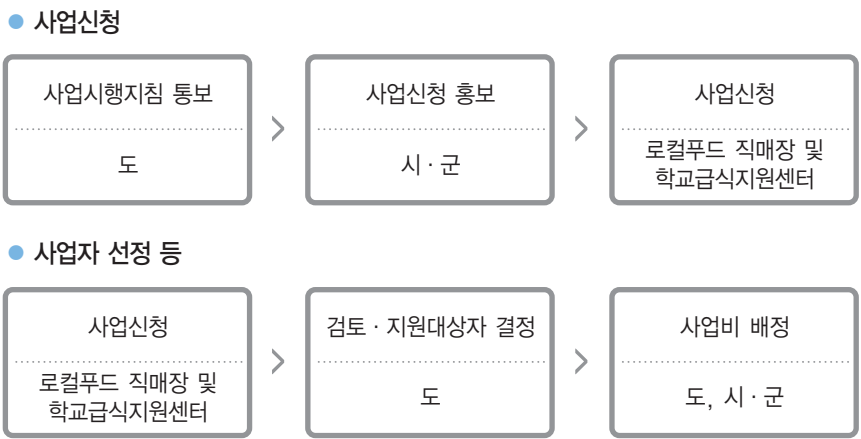 사업신청
사업시행지침 통보
도
사업신청 홍보
시 · 군
사업신청
로컬푸드 직매장 및
학교급식지원센터
사업자 선정 등
사업신청
로컬푸드 직매장 및
학교급식지원센터
검토 · 지원대상자 결정
도
사업비 배정
도, 시 · 군